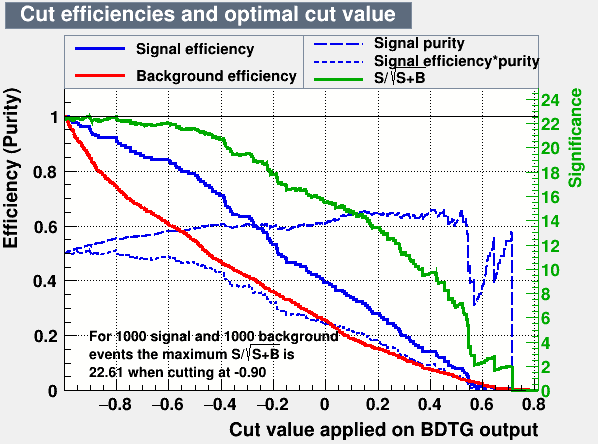 Cut efficiencies and optimal cut value
Signal efficiency
Background efficiency
Signal purity
Signal efficiency*purity
S/√S+B
Efficiency (Purity)
1
0.8
0.6
0.4
0.2
0
24
22
20
18
16
14
12
10
8
6
4
2
0
Significance
For 1000 signal and 1000 background
events the maximum S/√S+B is
22.61 when cutting at -0.90
−0.8 −0.6 −0.4 −0.2 0 0.2 0.4 0.6 0.8
Cut value applied on BDTG output